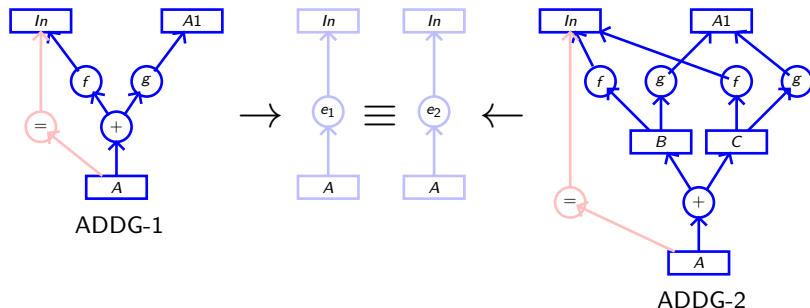 In A1 In In In A1
f g f g f g
= + e1 ≡ e2 =
B C
A A A
+
ADDG-1
A
ADDG-2